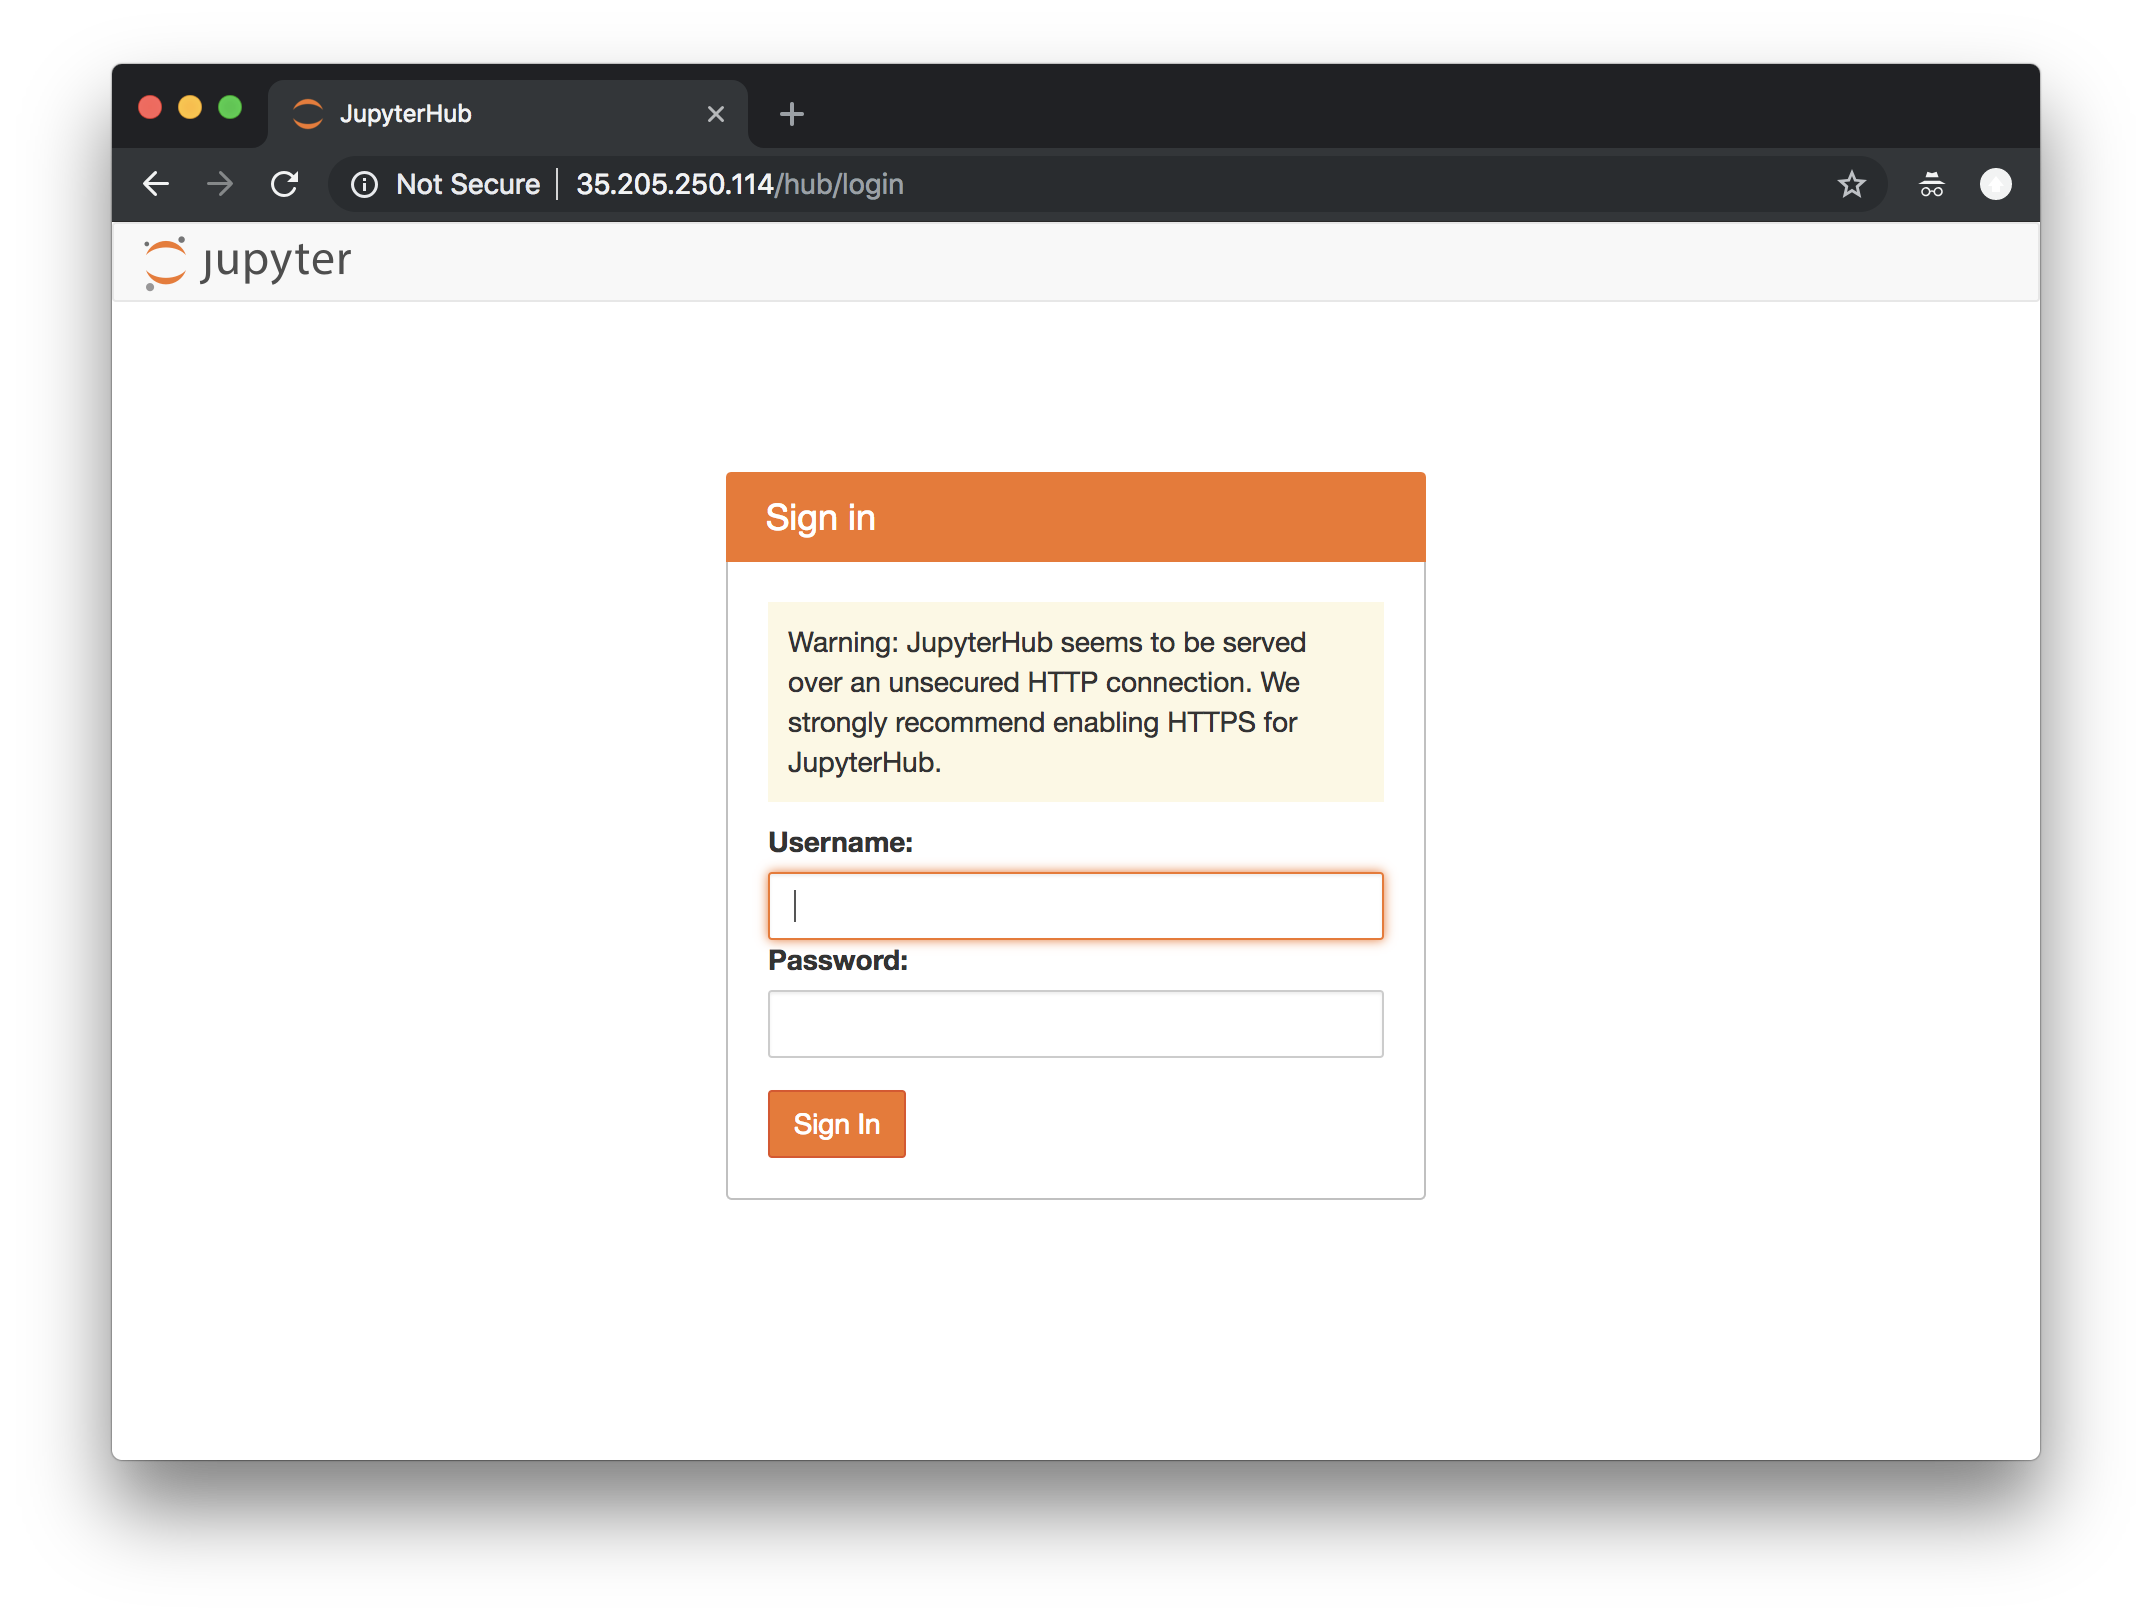 JupyterHub
Not Secure | 35.205.250.114/hub/login
jupyter
Sign in
Warning: JupyterHub seems to be served
over an unsecured HTTP connection. We
strongly recommend enabling HTTPS for
JupyterHub.
Username:
Password:
Sign In